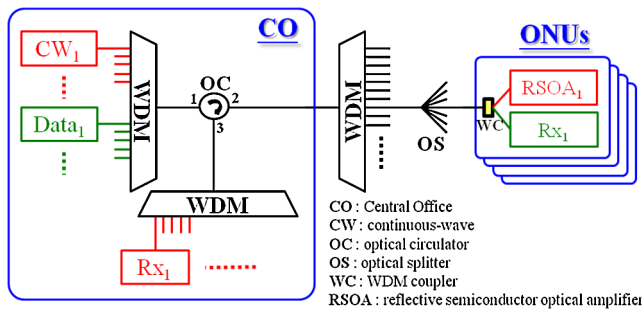 CO
ONUs
CW1
WDM
OC
1
2
3
Data1
WDM
OS
WC
RSOA1
Rx1
WDM
Rx1
CO : Central Office
CW : continuous-wave
OC : optical circulator
OS : optical splitter
WC : WDM coupler
RSOA : reflective semiconductor optical amplifier